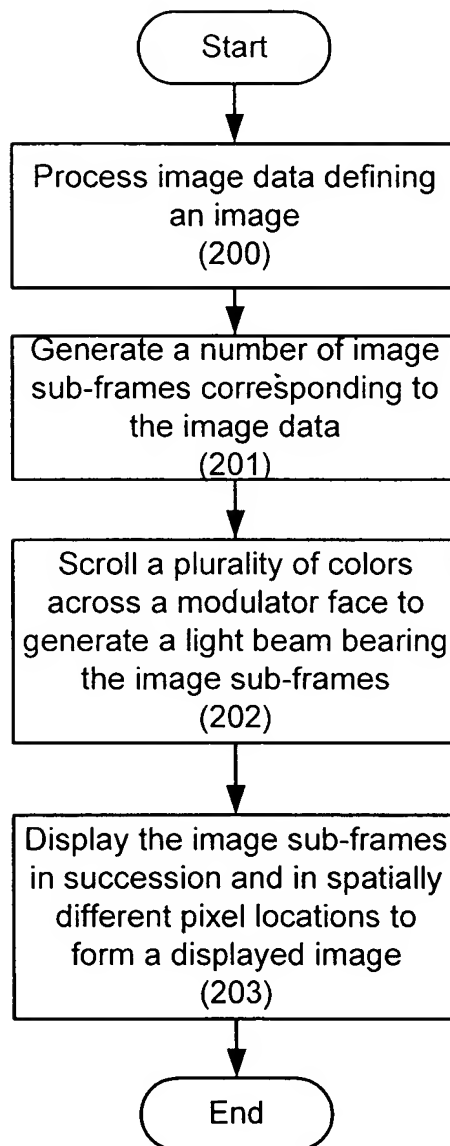 Start
Process image data defining
an image
(200)
Generate a number of image
sub-frames corresponding to
the image data
(201)
Scroll a plurality of colors
across a modulator face to
generate a light beam bearing
the image sub-frames
(202)
Display the image sub-frames
in succession and in spatially
different pixel locations to
form a displayed image
(203)
End